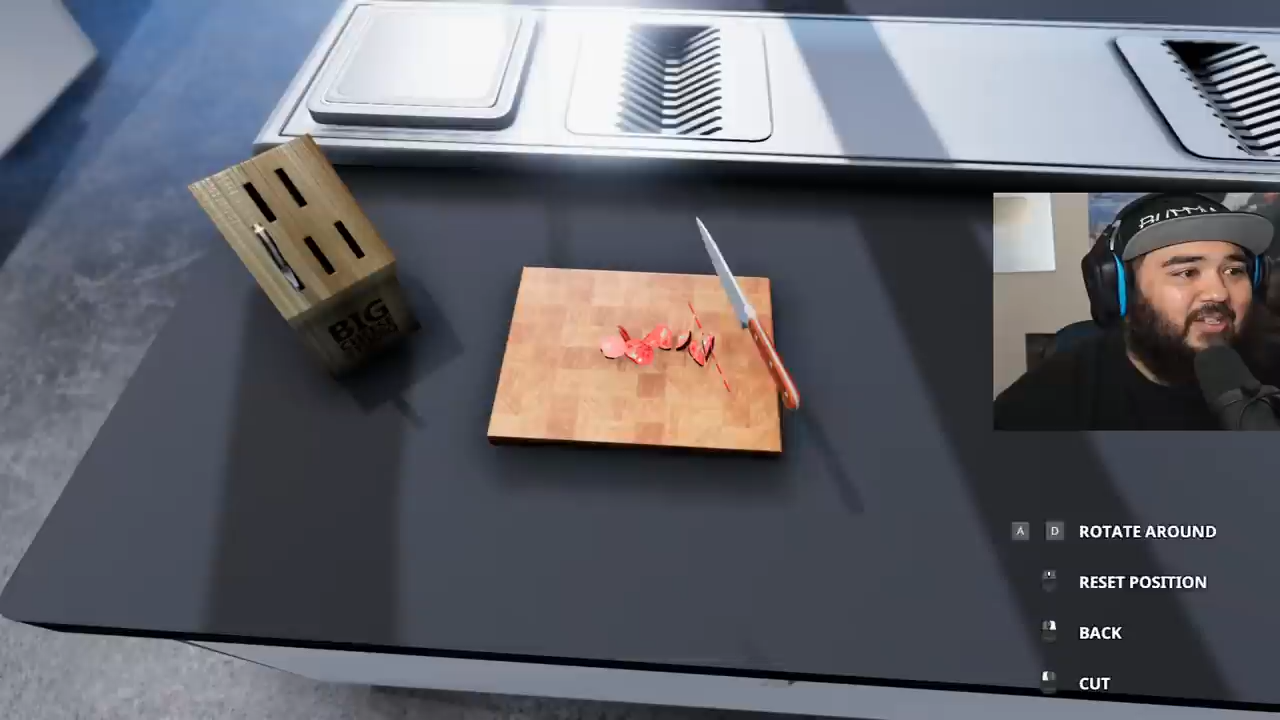 BIG
A D ROTATE AROUND
RESET POSITION
BACK
CUT